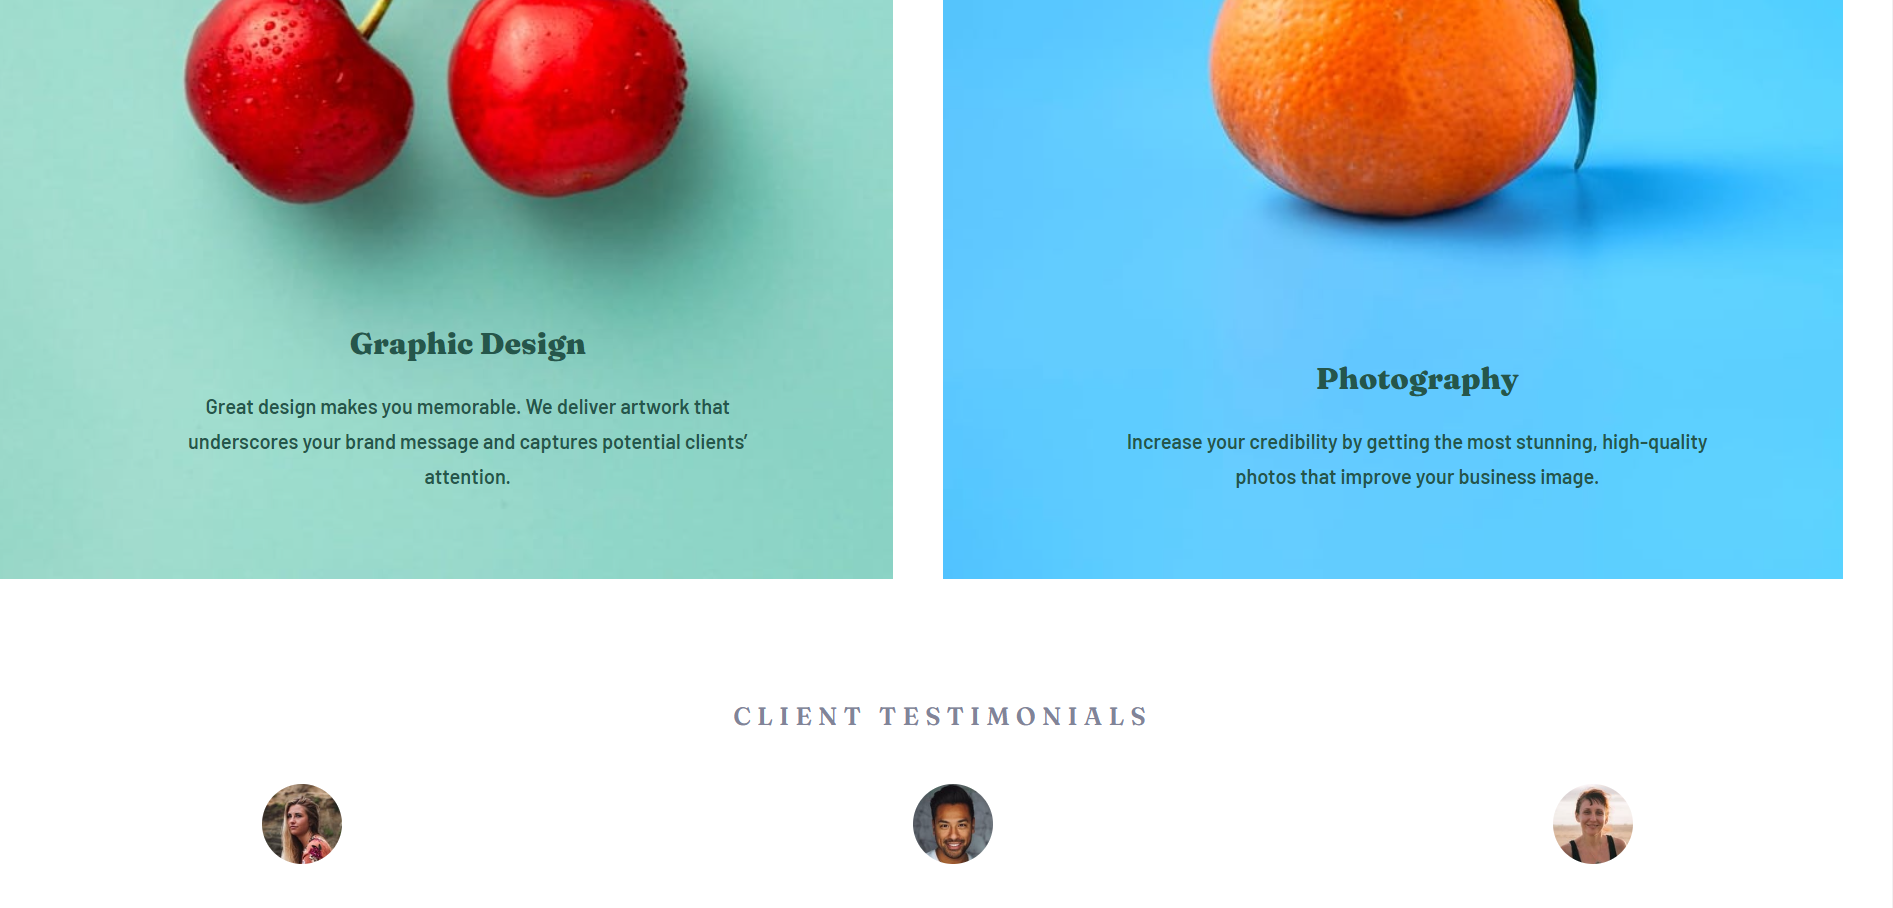 Graphic Design
Great design makes you memorable. We deliver artwork that
underscores your brand message and captures potential clients’
attention.
Photography
Increase your credibility by getting the most stunning, high-quality
photos that improve your business image.
CLIENT TESTIMONIALS